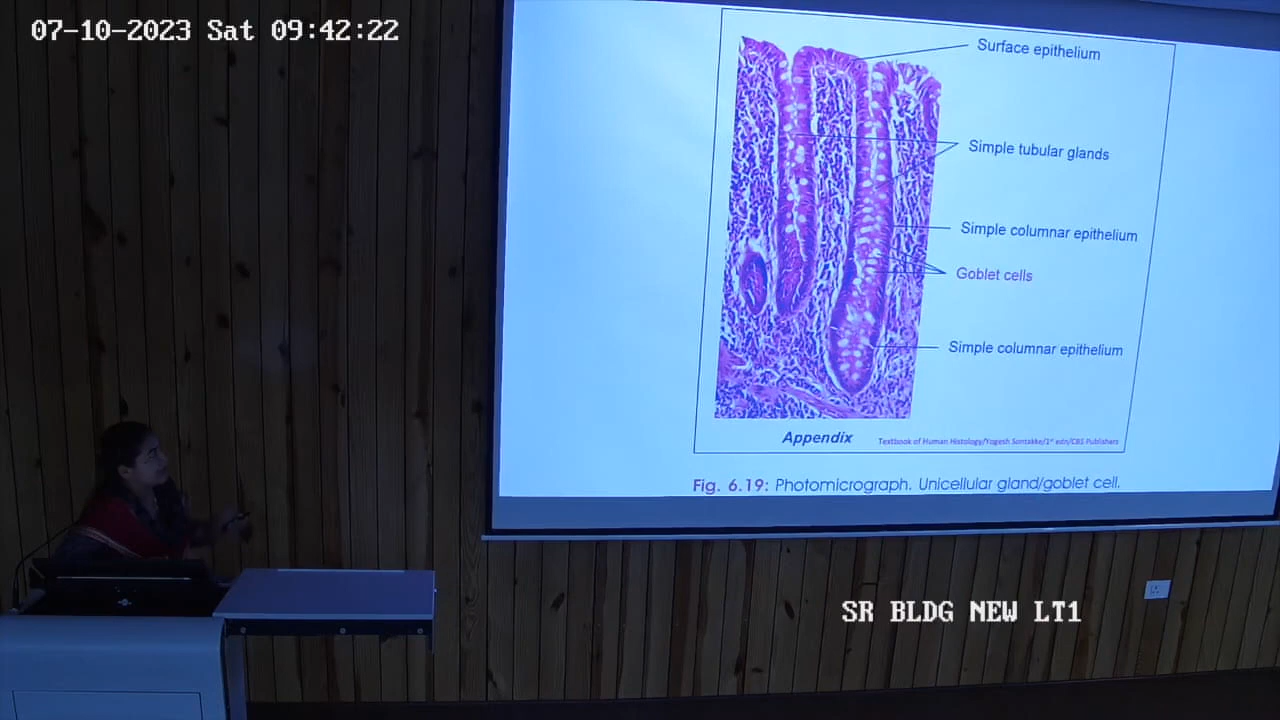 07-10-2023 Sat 09:42:22
Surface epithelium
Simple tubular glands
Simple columnar epithelium
Goblet cells
Simple columnar epithelium
Appendix
Textbook of Human Histology/Yogesh Sontakke/1st edn/CBS Publishers
Fig. 6.19: Photomicrograph. Unicellular gland/goblet cell.
SR BLDG NEW LT1